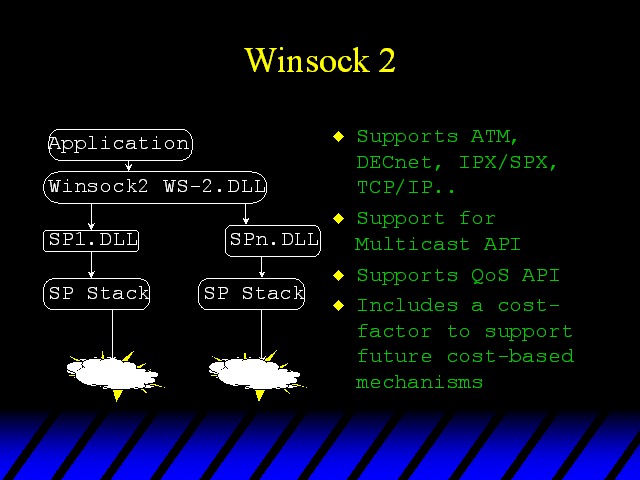 Winsock 2
Application
Winsock2 WS-2.DLL
SP1.DLL
SPn.DLL
SP Stack
SP Stack
Supports ATM,
DECnet, IPX/SPX,
TCP/IP..
Support for
Multicast API
Supports QoS API
Includes a cost-
factor to support
future cost-based
mechanisms